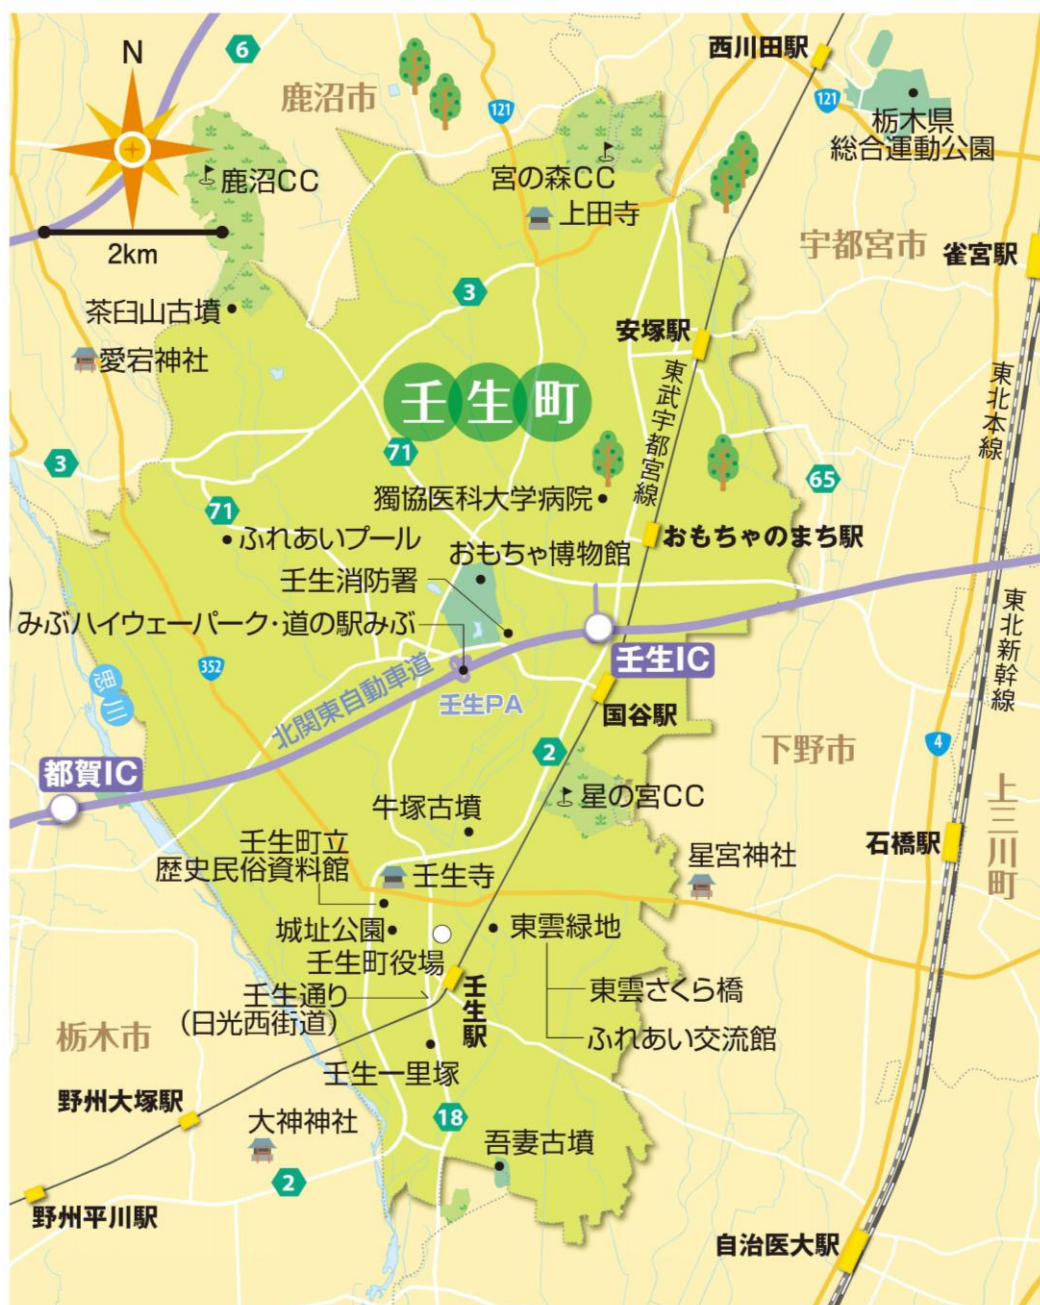 N
6
鹿沼市
121
西川田駅
121
栃木県
総合運動公園
鹿沼CC
宮の森CC
上田寺
2km
宇都宮市
雀宮駅
3
茶臼山古墳
愛宕神社
安塚駅
東武宇都宮線
東北本線
壬生町
3
71
65
獨協医科大学病院
71
ふれあいプール
おもちゃのまち駅
おもちゃ博物館
壬生消防署
みぶハイウェーパーク・道の駅みぶ
東北新幹線
352
思川
北関東自動車道
壬生PA
壬生IC
国谷駅
都賀IC
2
下野市
4
上三川町
星の宮CC
牛塚古墳
壬生町立
歴史民俗資料館
壬生寺
星宮神社
石橋駅
城址公園
東雲緑地
壬生町役場
壬生駅
壬生通り
(日光西街道)
東雲さくら橋
ふれあい交流館
栃木市
壬生一里塚
野州大塚駅
大神神社
18
吾妻古墳
2
野州平川駅
自治医大駅